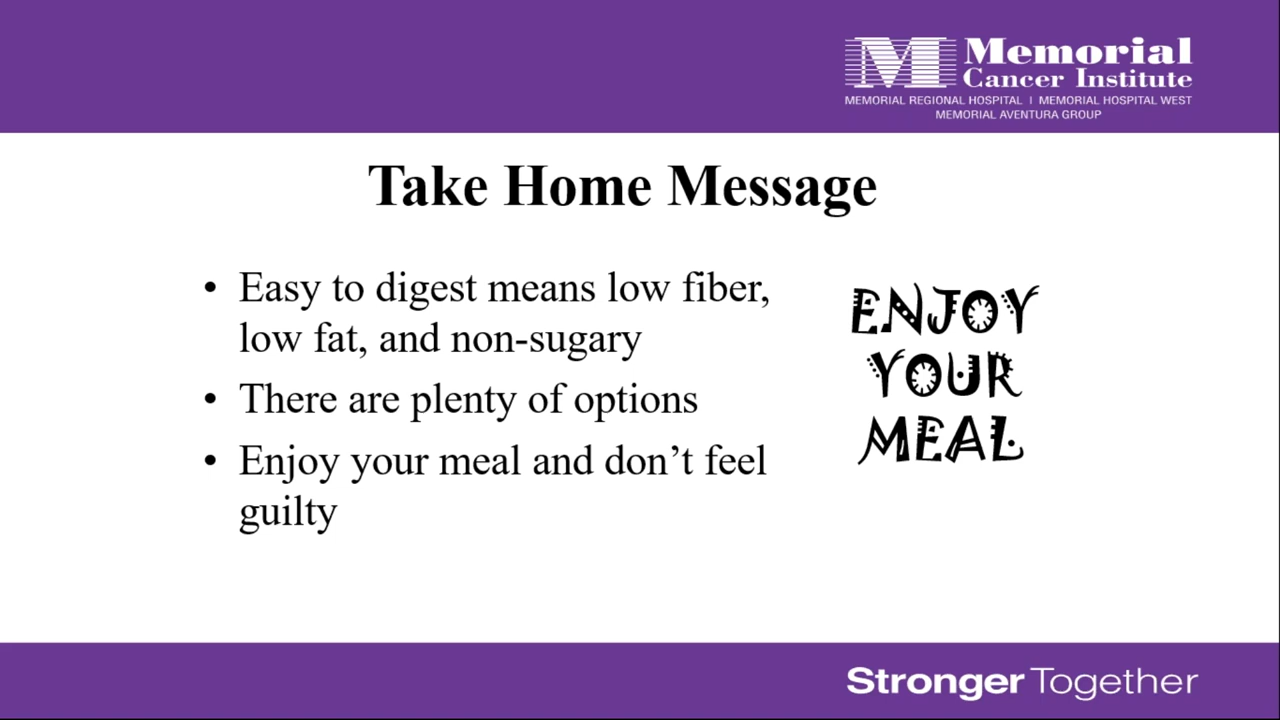 Memorial
Cancer Institute
MEMORIAL REGIONAL HOSPITAL | MEMORIAL HOSPITAL WEST
MEMORIAL AVENTURA GROUP
Take Home Message
• Easy to digest means low fiber,
low fat, and non-sugary
• There are plenty of options
• Enjoy your meal and don’t feel
guilty
ENJOY
YOUR
MEAL
Stronger Together